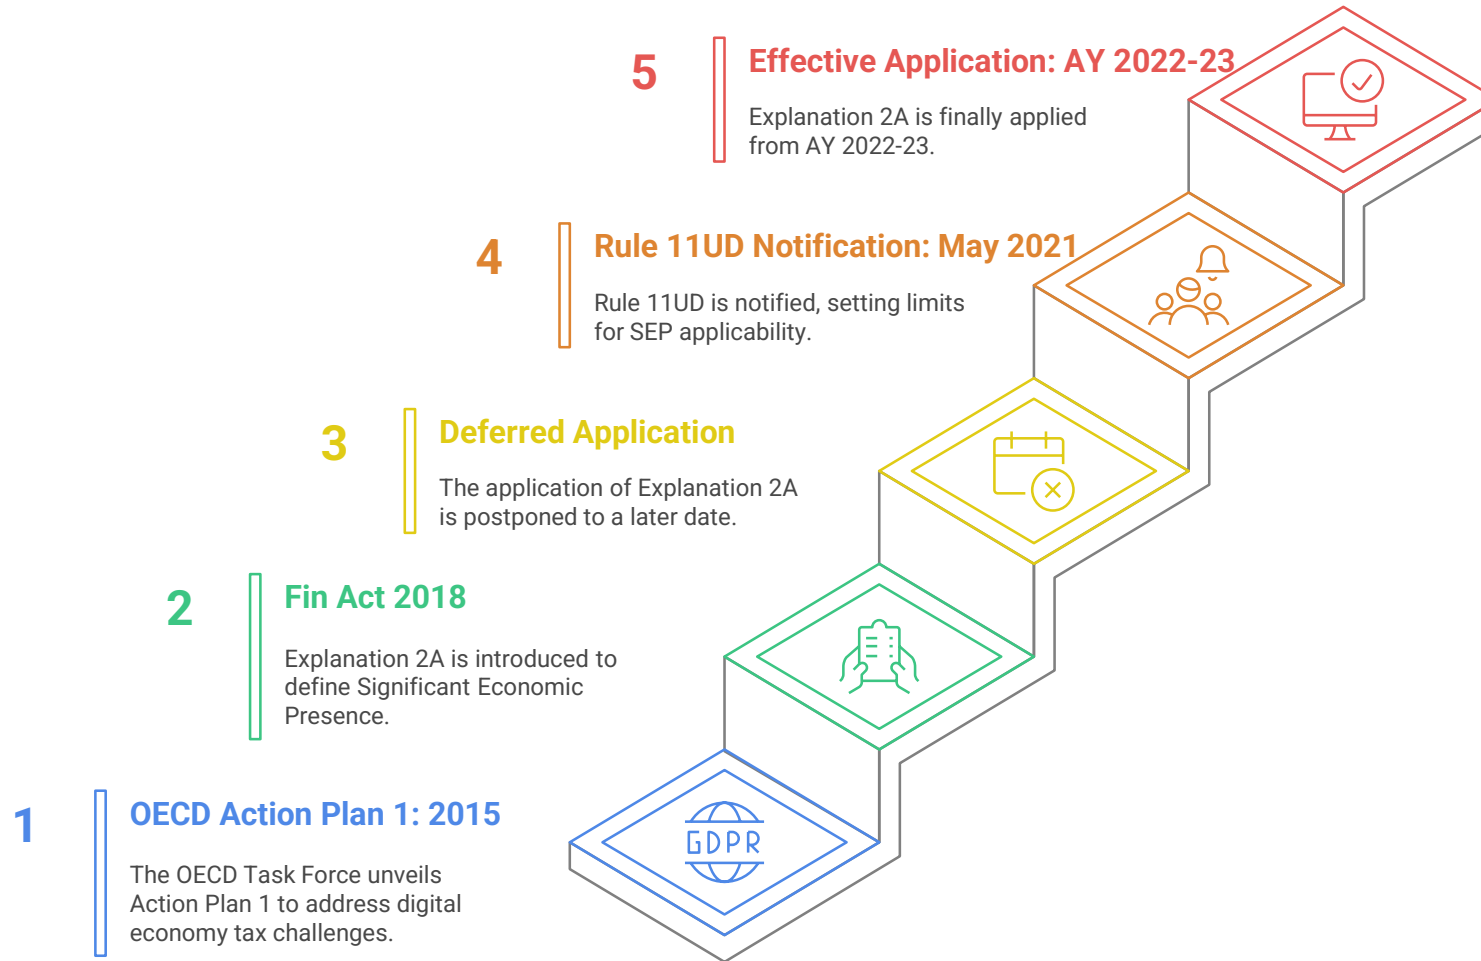 5
Effective Application: AY 2022-23
Explanation 2A is finally applied
from AY 2022-23.
4
Rule 11UD Notification: May 2021
Rule 11UD is notified, setting limits
for SEP applicability.
3
Deferred Application
The application of Explanation 2A
is postponed to a later date.
2
Fin Act 2018
Explanation 2A is introduced to
define Significant Economic
Presence.
1
OECD Action Plan 1: 2015
The OECD Task Force unveils
Action Plan 1 to address digital
economy tax challenges.
GDPR